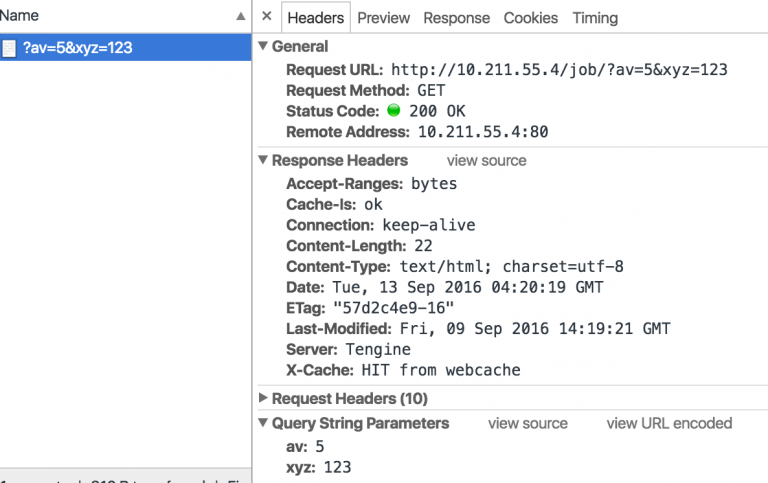 Name
?av=5&xyz=123
× Headers Preview Response Cookies Timing
General
Request URL: http://10.211.55.4/job/?av=5&xyz=123
Request Method: GET
Status Code: 200 OK
Remote Address: 10.211.55.4:80
Response Headers view source
Accept-Ranges: bytes
Cache-Is: ok
Connection: keep-alive
Content-Length: 22
Content-Type: text/html; charset=utf-8
Date: Tue, 13 Sep 2016 04:20:19 GMT
ETag: "57d2c4e9-16"
Last-Modified: Fri, 09 Sep 2016 14:19:21 GMT
Server: Tengine
X-Cache: HIT from webcache
Request Headers (10)
Query String Parameters view source view URL encoded
av: 5
xyz: 123